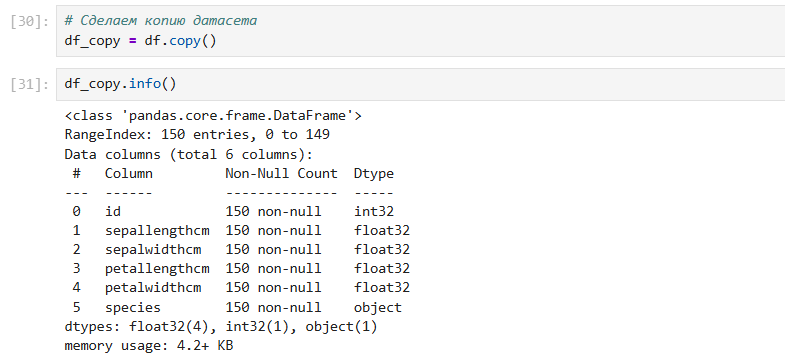 [30]: # Сделаем копию датасета
df_copy = df.copy()
[31]: df_copy.info()
<class 'pandas.core.frame.DataFrame'>
RangeIndex: 150 entries, 0 to 149
Data columns (total 6 columns):
 #   Column         Non-Null Count  Dtype
---  ------         --------------  -----
 0   id             150 non-null    int32
 1   sepallengthcm  150 non-null    float32
 2   sepalwidthcm   150 non-null    float32
 3   petallengthcm  150 non-null    float32
 4   petalwidthcm   150 non-null    float32
 5   species        150 non-null    object
dtypes: float32(4), int32(1), object(1)
memory usage: 4.2+ KB